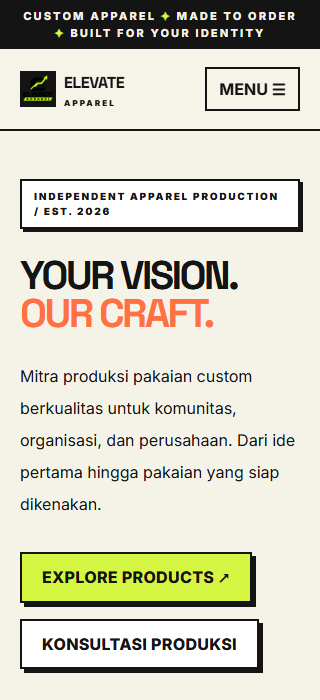 CUSTOM APPAREL ✦ MADE TO ORDER
✦ BUILT FOR YOUR IDENTITY
APPAREL
ELEVATE
APPAREL
MENU ☰
INDEPENDENT APPAREL PRODUCTION
/ EST. 2026
YOUR VISION.
OUR CRAFT.
Mitra produksi pakaian custom
berkualitas untuk komunitas,
organisasi, dan perusahaan. Dari ide
pertama hingga pakaian yang siap
dikenakan.
EXPLORE PRODUCTS ↗
KONSULTASI PRODUKSI